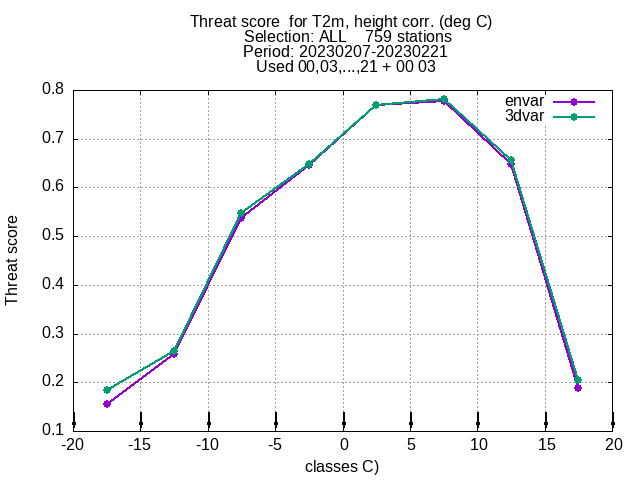 Threat score  for T2m, height corr. (deg C)
Selection: ALL    759 stations
Period: 20230207-20230221
Used 00,03,...,21 + 00 03
envar
3dvar
Threat score
0.8
0.7
0.6
0.5
0.4
0.3
0.2
0.1
-20 -15 -10 -5 0 5 10 15 20
classes C)